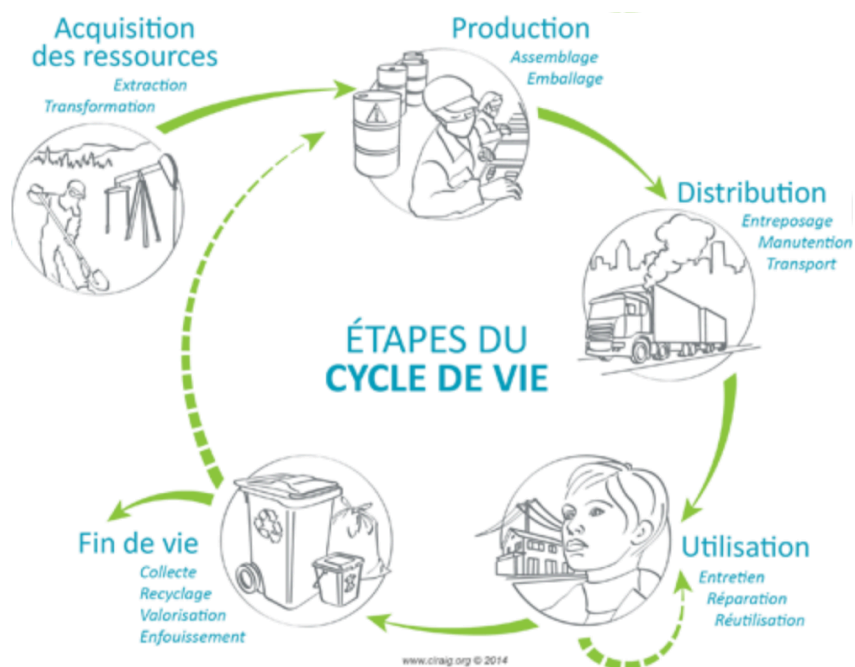 Acquisition
des ressources
Extraction
Transformation
Production
Assemblage
Emballage
Distribution
Entreposage
Manutention
Transport
ÉTAPES DU
CYCLE DE VIE
Utilisation
Entretien
Réparation
Réutilisation
Fin de vie
Collecte
Recyclage
Valorisation
Enfouissement
www.ciraig.org © 2014